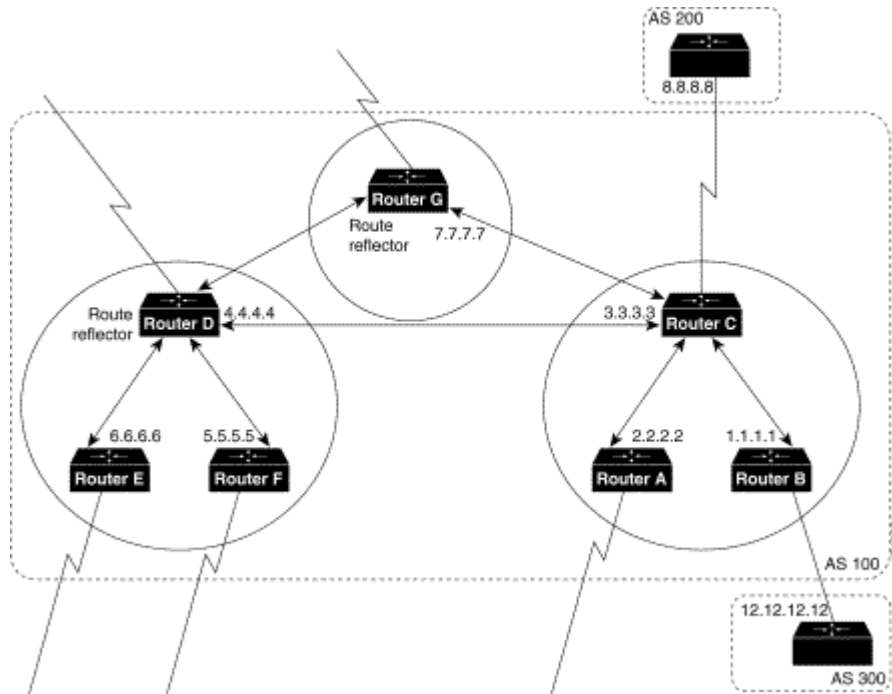 AS 200
8.8.8.8
Router G
Route
reflector
7.7.7.7
Route
reflector
Router D
4.4.4.4
3.3.3.3
Router C
6.6.6.6
5.5.5.5
2.2.2.2
1.1.1.1
Router E
Router F
Router A
Router B
AS 100
12.12.12.12
AS 300